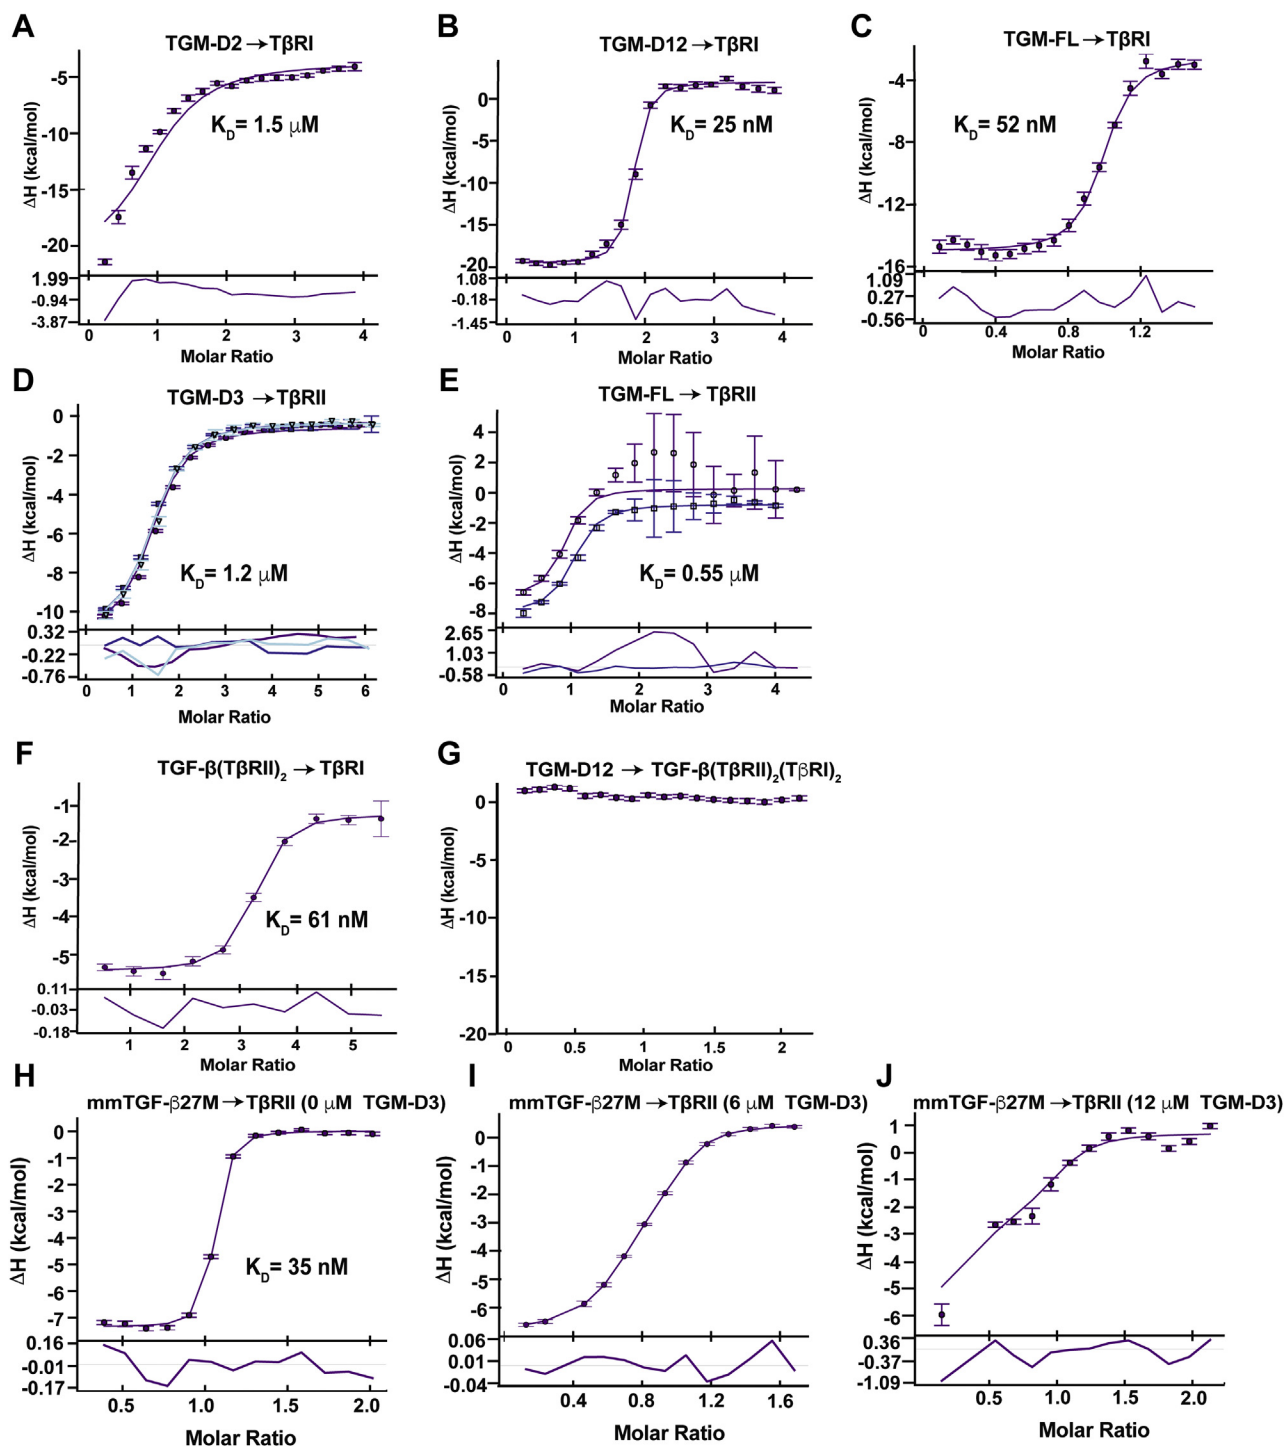 A
TGM-D2 → TβRI
ΔH (kcal/mol)
-5
-10
-15
-20
K_D = 1.5 μM
1.99
-0.94
-3.87
0 1 2 3 4
Molar Ratio
B
TGM-D12 → TβRI
ΔH (kcal/mol)
0
-5
-10
-15
-20
K_D = 25 nM
1.08
-0.18
-1.45
0 1 2 3 4
Molar Ratio
C
TGM-FL → TβRI
ΔH (kcal/mol)
-4
-8
-12
-16
K_D = 52 nM
1.09
0.27
-0.56
0 0.4 0.8 1.2
Molar Ratio
D
TGM-D3 → TβRII
ΔH (kcal/mol)
0
-2
-4
-6
-8
-10
K_D = 1.2 μM
0.32
-0.22
-0.76
0 1 2 3 4 5 6
Molar Ratio
E
TGM-FL → TβRII
ΔH (kcal/mol)
4
2
0
-2
-4
-6
-8
K_D = 0.55 μM
2.65
1.03
-0.58
0 1 2 3 4
Molar Ratio
F
TGF-β(TβRII)₂ → TβRI
ΔH (kcal/mol)
-1
-2
-3
-4
-5
K_D = 61 nM
0.11
-0.03
-0.18
1 2 3 4 5
Molar Ratio
G
TGM-D12 → TGF-β(TβRII)₂(TβRI)₂
ΔH (kcal/mol)
0
-5
-10
-15
-20
0 0.5 1 1.5 2
Molar Ratio
H
mmTGF-β27M → TβRII (0 μM TGM-D3)
ΔH (kcal/mol)
0
-1
-2
-3
-4
-5
-6
-7
K_D = 35 nM
0.16
-0.01
-0.17
0.5 1.0 1.5 2.0
Molar Ratio
I
mmTGF-β27M → TβRII (6 μM TGM-D3)
ΔH (kcal/mol)
0
-1
-2
-3
-4
-5
-6
0.06
0.01
-0.04
0.4 0.8 1.2 1.6
Molar Ratio
J
mmTGF-β27M → TβRII (12 μM TGM-D3)
ΔH (kcal/mol)
1
0
-1
-2
-3
-4
-5
-6
0.36
-0.37
-1.09
0.5 1.0 1.5 2.0
Molar Ratio